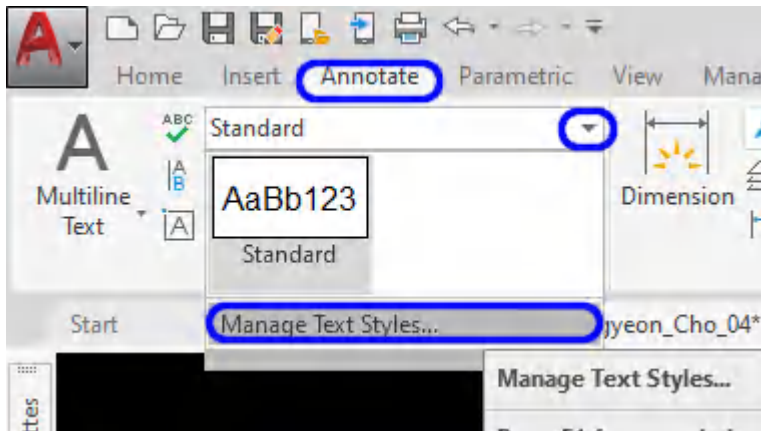 Home Insert Annotate Parametric View Mana
ABC
Standard
A
A
B
AaBb123
Multiline
Text
A
Dimension
Standard
Start
Manage Text Styles...
gyeon_Cho_04*
Manage Text Styles...